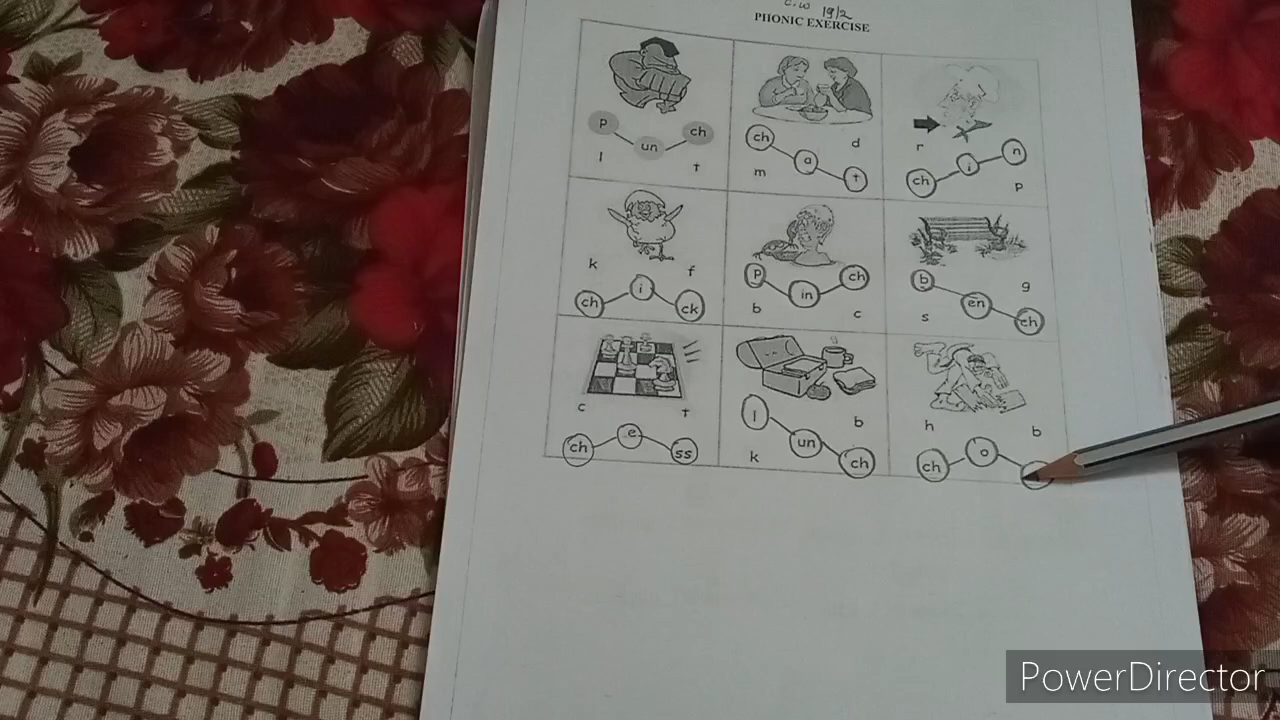 C.W 19/2
PHONIC EXERCISE
p un ch
l t
ch a t
d
m
r
ch i n
p
k f
ch i ck
p in ch
b c
b en ch
g
s
c t
ch e ss
l un ch
b
k
h b
ch o
PowerDirector